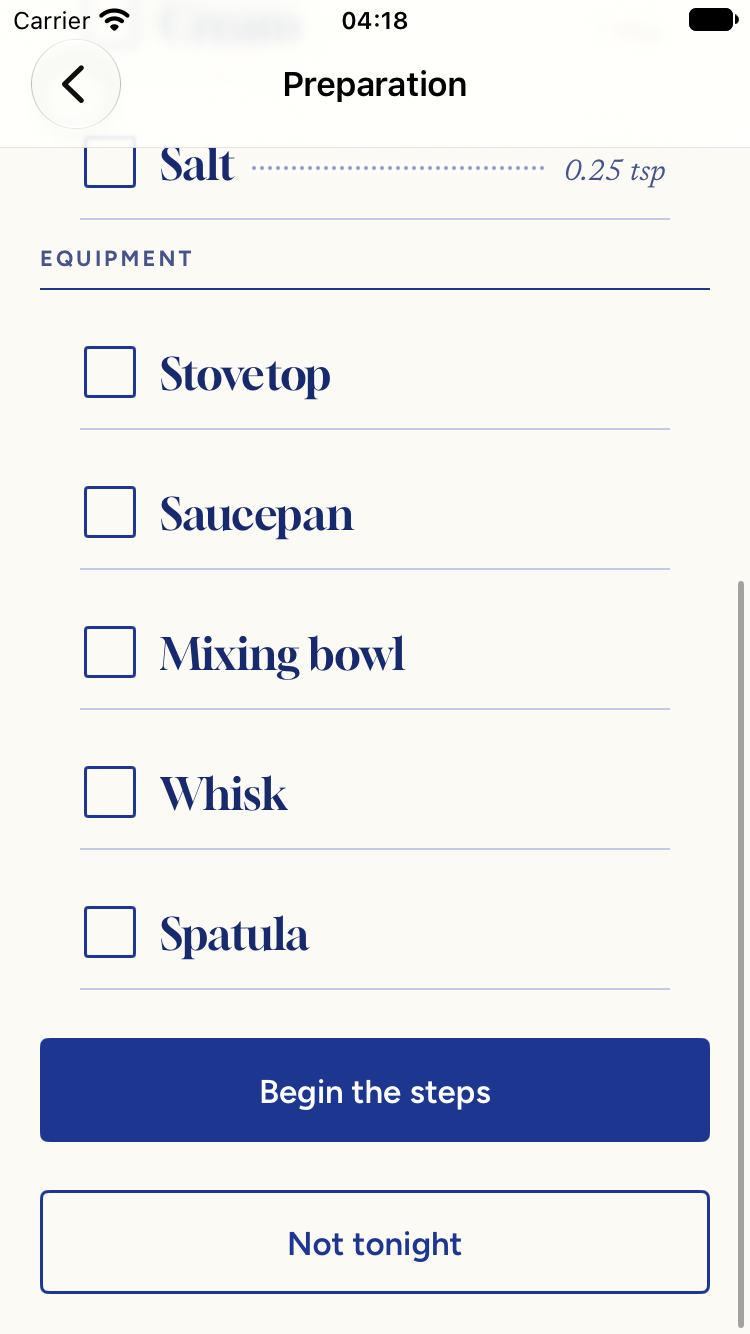 Carrier 04:18
Preparation
Salt 0.25 tsp
EQUIPMENT
Stovetop
Saucepan
Mixing bowl
Whisk
Spatula
Begin the steps
Not tonight